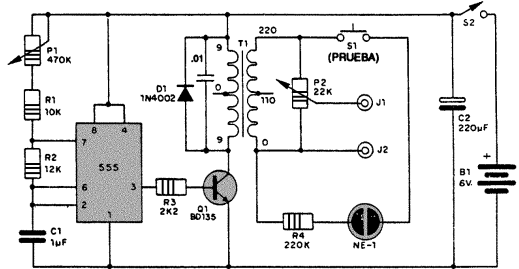 P1
470K
R1
10K
R2
12K
C1
1µF
7
6
2
8
4
555
3
1
R3
2K2
D1
1N4002
.01
9
0
9
T1
220
110
0
Q1
BD135
S1
(PRUEBA)
P2
22K
J1
J2
R4
220K
NE-1
S2
C2
220µF
B1
6V.
+